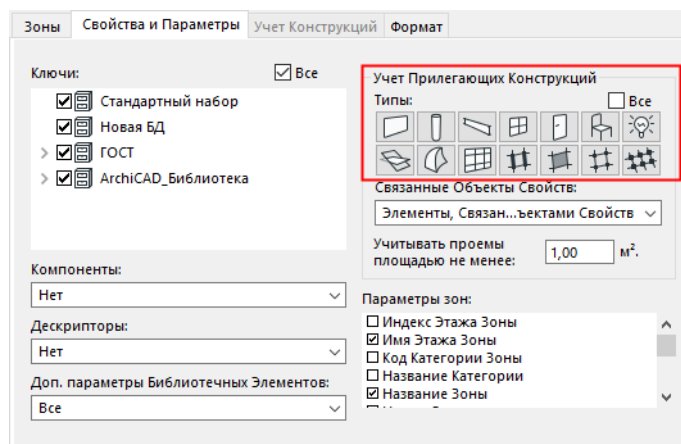 Зоны Свойства и Параметры Учет Конструкций Формат
Ключи: Все
Стандартный набор
Новая БД
ГОСТ
ArchiCAD_Библиотека
Компоненты:
Нет
Дескрипторы:
Нет
Доп. параметры Библиотечных Элементов:
Все
Учет Прилегающих Конструкций
Типы: Все
Связанные Объекты Свойств:
Элементы, Связан...ъектами Свойств
Учитывать проемы
площадью не менее: 1,00 м².
Параметры зон:
Индекс Этажа Зоны
Имя Этажа Зоны
Код Категории Зоны
Название Категории
Название Зоны